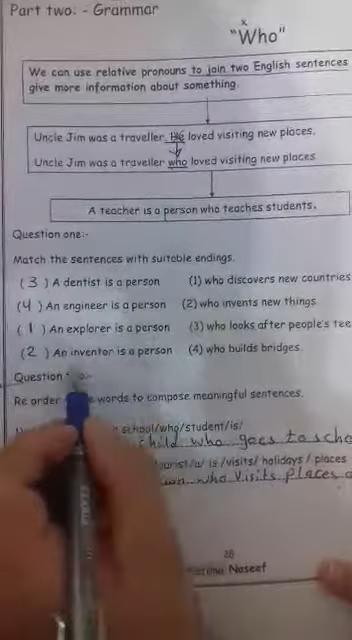 Part two: - Grammar
x
"Who"
We can use relative pronouns to join two English sentences
give more information about something
Uncle Jim was a traveller. He loved visiting new places.
Uncle Jim was a traveller who loved visiting new places
A teacher is a person who teaches students.
Question one:-
Match the sentences with suitable endings.
(3) A dentist is a person (1) who discovers new countries
(4) An engineer is a person (2) who invents new things
(1) An explorer is a person (3) who looks after people's tee
(2) An inventor is a person (4) who builds bridges.
Question
Re order words to compose meaningful sentences.
school/who/student/is/
child who goes to scho
/a/ is /visits/ holidays / places
who visits places
28
Naseef